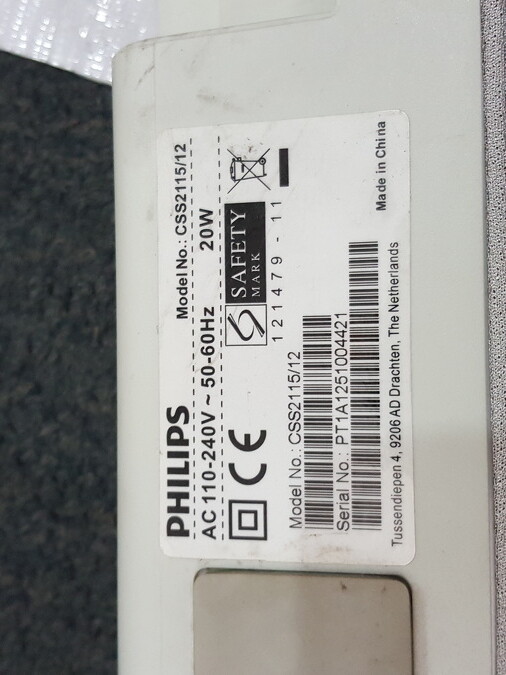 PHILIPS
Model No.: CSS2115/12
AC 110-240V ~ 50-60Hz 20W
CE
SAFETY
MARK
121479-11
Model No.: CSS2115/12
Serial No.: PT1A1251004421
Made in China
Tussendiepen 4, 9206 AD Drachten, The Netherlands